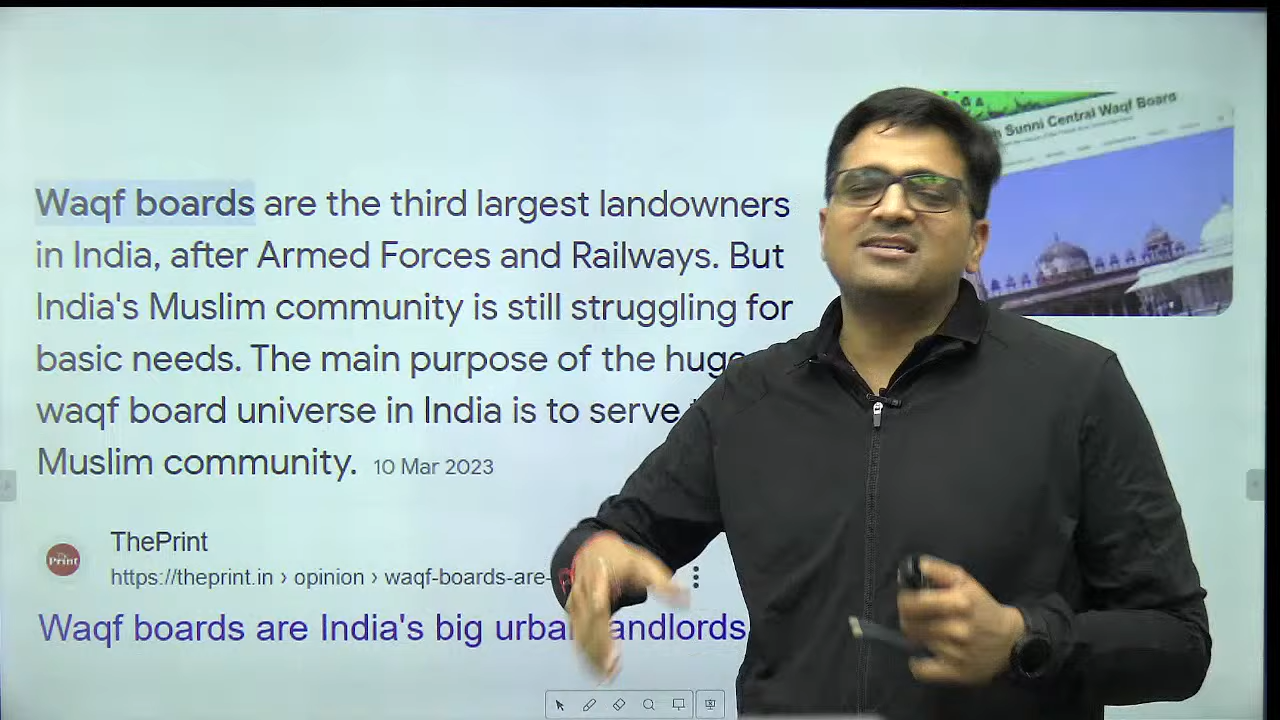 Waqf boards are the third largest landowners
in India, after Armed Forces and Railways. But
India's Muslim community is still struggling for
basic needs. The main purpose of the huge
waqf board universe in India is to serve
Muslim community. 10 Mar 2023
Sunni Central Waqf Board
The Print
ThePrint
https://theprint.in › opinion › waqf-boards-are-
Waqf boards are India's big urban landlords